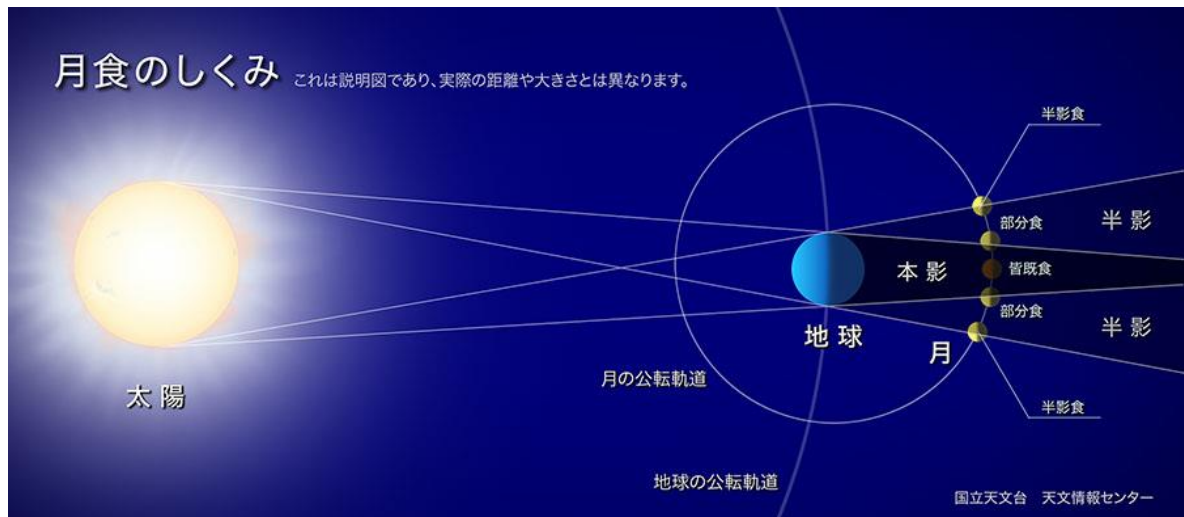 月食のしくみ これは説明図であり、実際の距離や大きさとは異なります。
半影食
部分食
半影
本影
皆既食
部分食
半影
地球
月
月の公転軌道
太陽
半影食
地球の公転軌道
国立天文台 天文情報センター